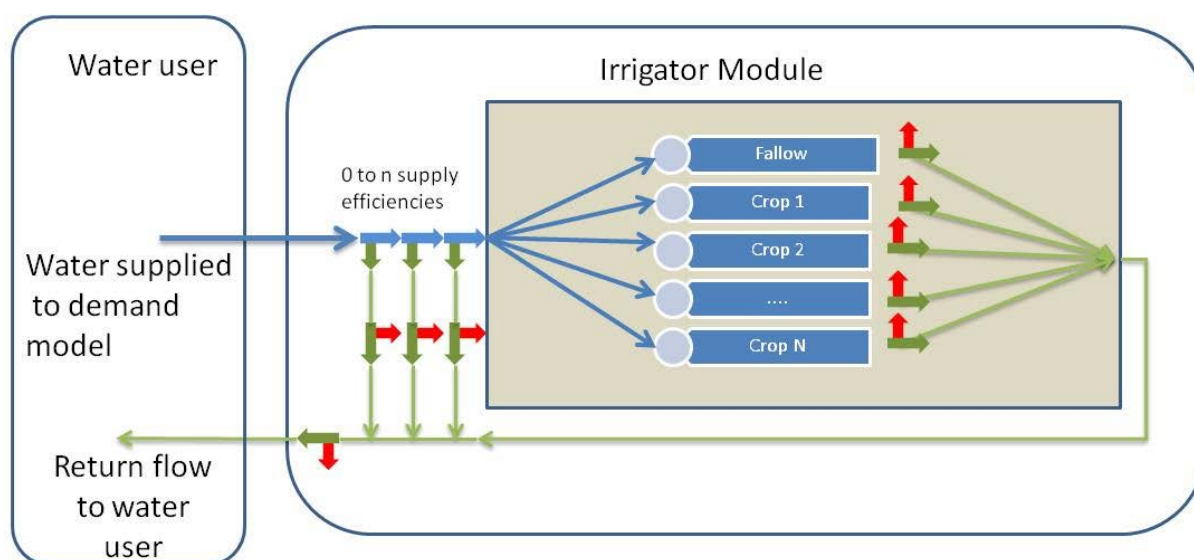 Water user
Irrigator Module
0 to n supply
efficiencies
Fallow
Crop 1
Crop 2
....
Crop N
Water supplied
to demand
model
Return flow
to water
user